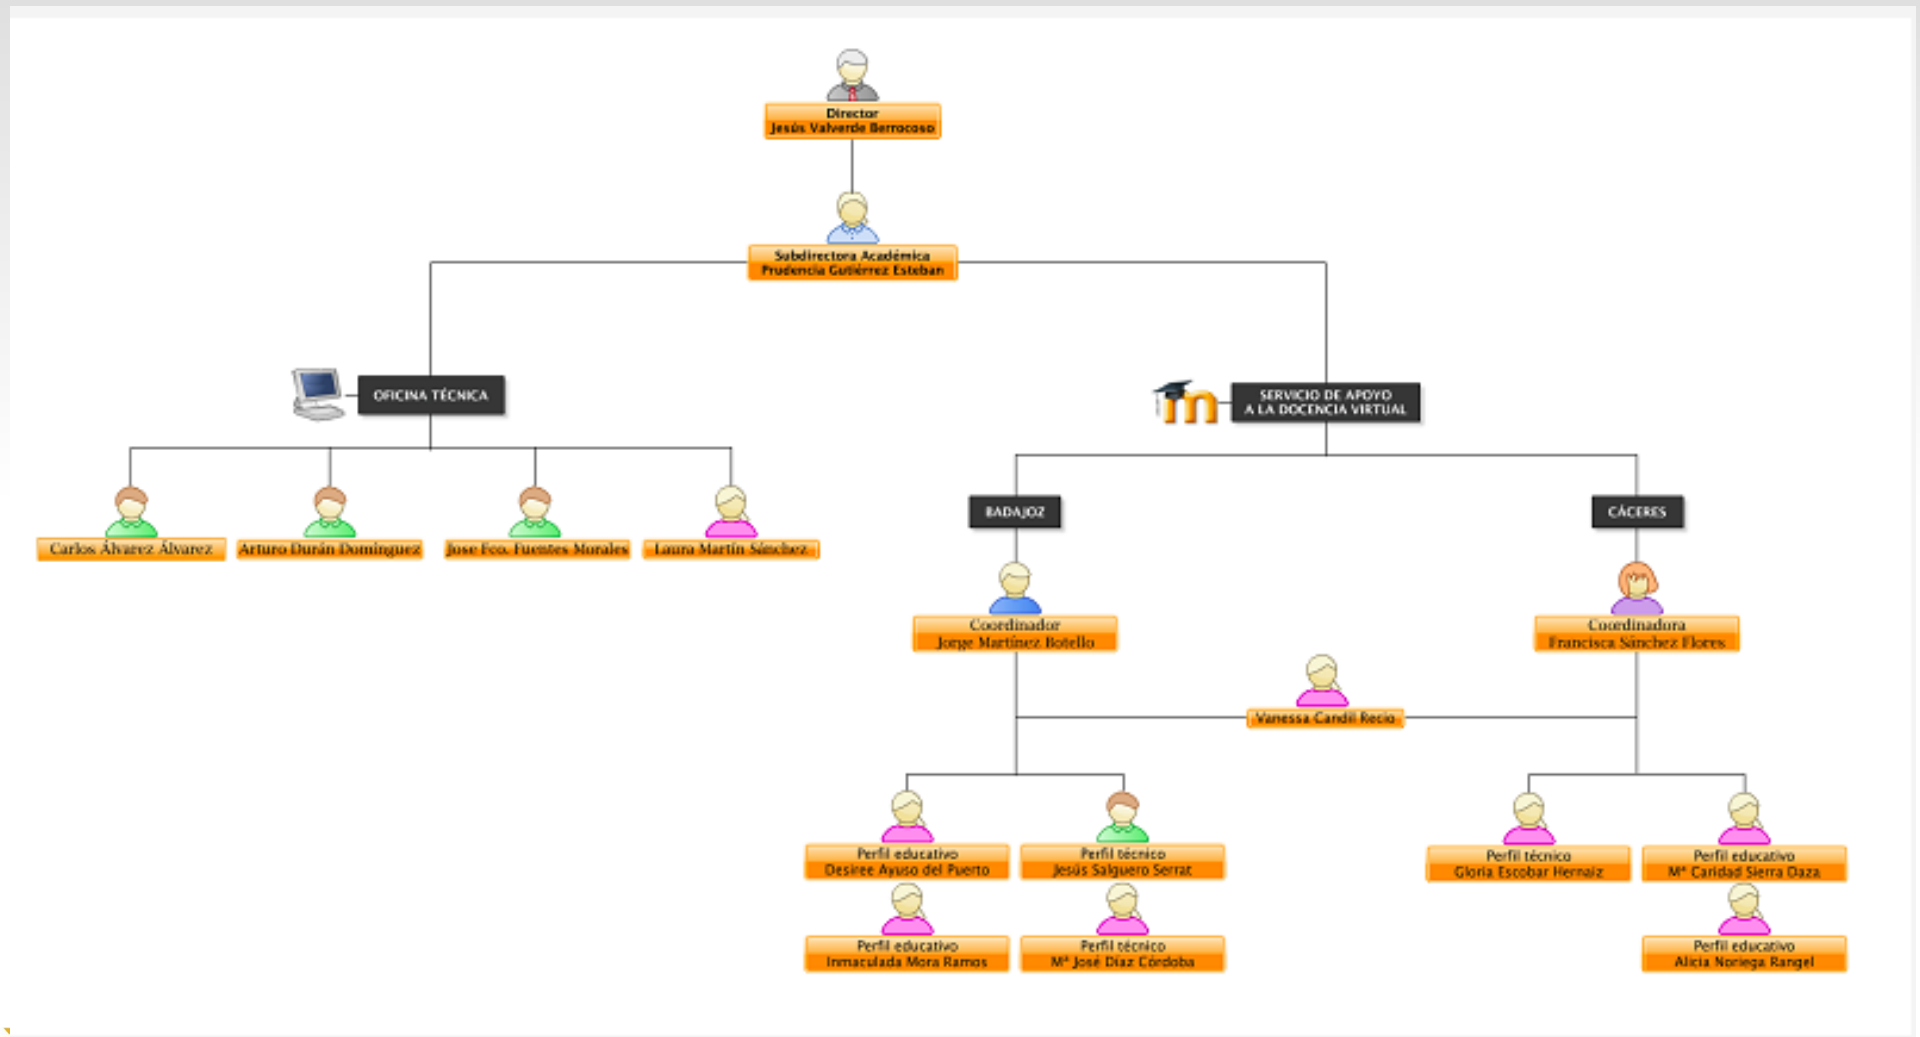 Director
Jesús Valverde Berrocoso
Subdirectora Académica
Prudencia Gutiérrez Esteban
OFICINA TÉCNICA
SERVICIO DE APOYO
A LA DOCENCIA VIRTUAL
Carlos Álvarez Álvarez
Arturo Durán Domínguez
Jose Fco. Fuentes Morales
Laura Martín Sánchez
BADAJOZ
CÁCERES
Coordinador
Jorge Martínez Botello
Coordinadora
Francisca Sánchez Flores
Vanessa Candil Recio
Perfil educativo
Desiree Ayuso del Puerto
Perfil técnico
Jesús Salguero Serrat
Perfil técnico
Gloria Escobar Hernaiz
Perfil educativo
Mª Caridad Sierra Daza
Perfil educativo
Inmaculada Mora Ramos
Perfil técnico
Mª José Díaz Córdoba
Perfil educativo
Alicia Noriega Rangel